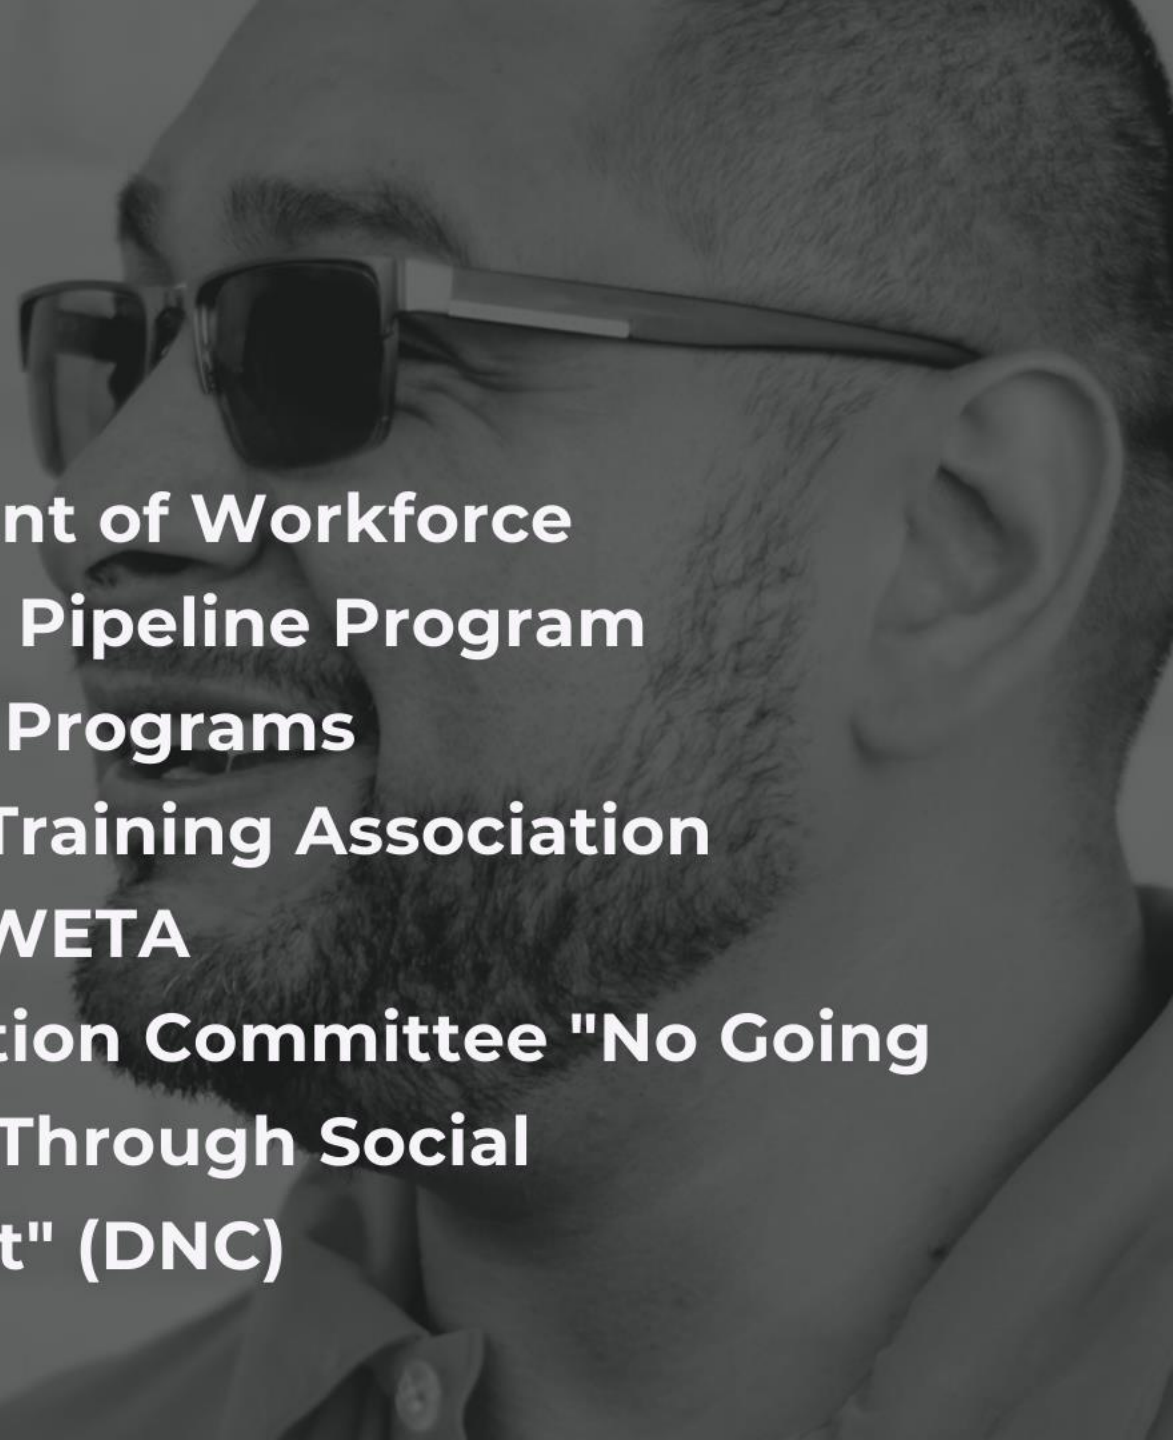 nt of Workforce
Pipeline Program
Programs
Training Association
WETA
tion Committee "No Going
Through Social
t" (DNC)